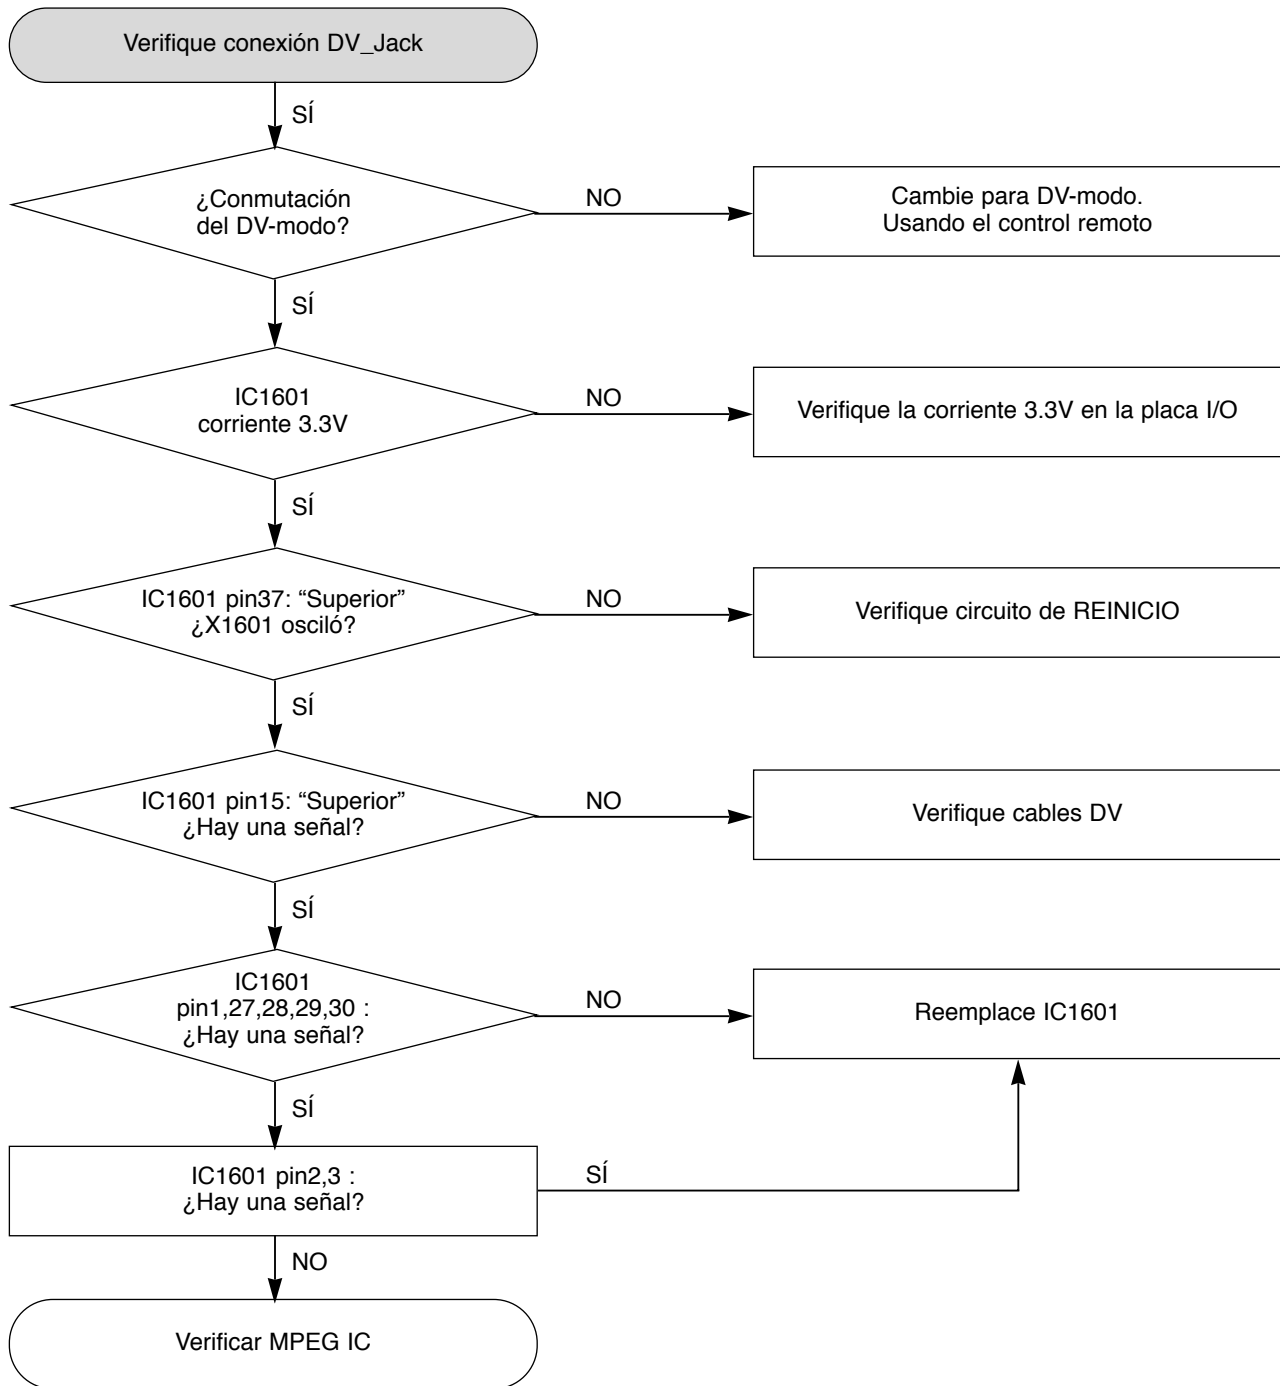 Verifique conexión DV_Jack
SÍ
¿Conmutación
del DV-modo?
NO
Cambie para DV-modo.
Usando el control remoto
SÍ
IC1601
corriente 3.3V
NO
Verifique la corriente 3.3V en la placa I/O
SÍ
IC1601 pin37: “Superior”
¿X1601 osciló?
NO
Verifique circuito de REINICIO
SÍ
IC1601 pin15: “Superior”
¿Hay una señal?
NO
Verifique cables DV
SÍ
IC1601
pin1,27,28,29,30 :
¿Hay una señal?
NO
Reemplace IC1601
SÍ
IC1601 pin2,3 :
¿Hay una señal?
SÍ
NO
Verificar MPEG IC